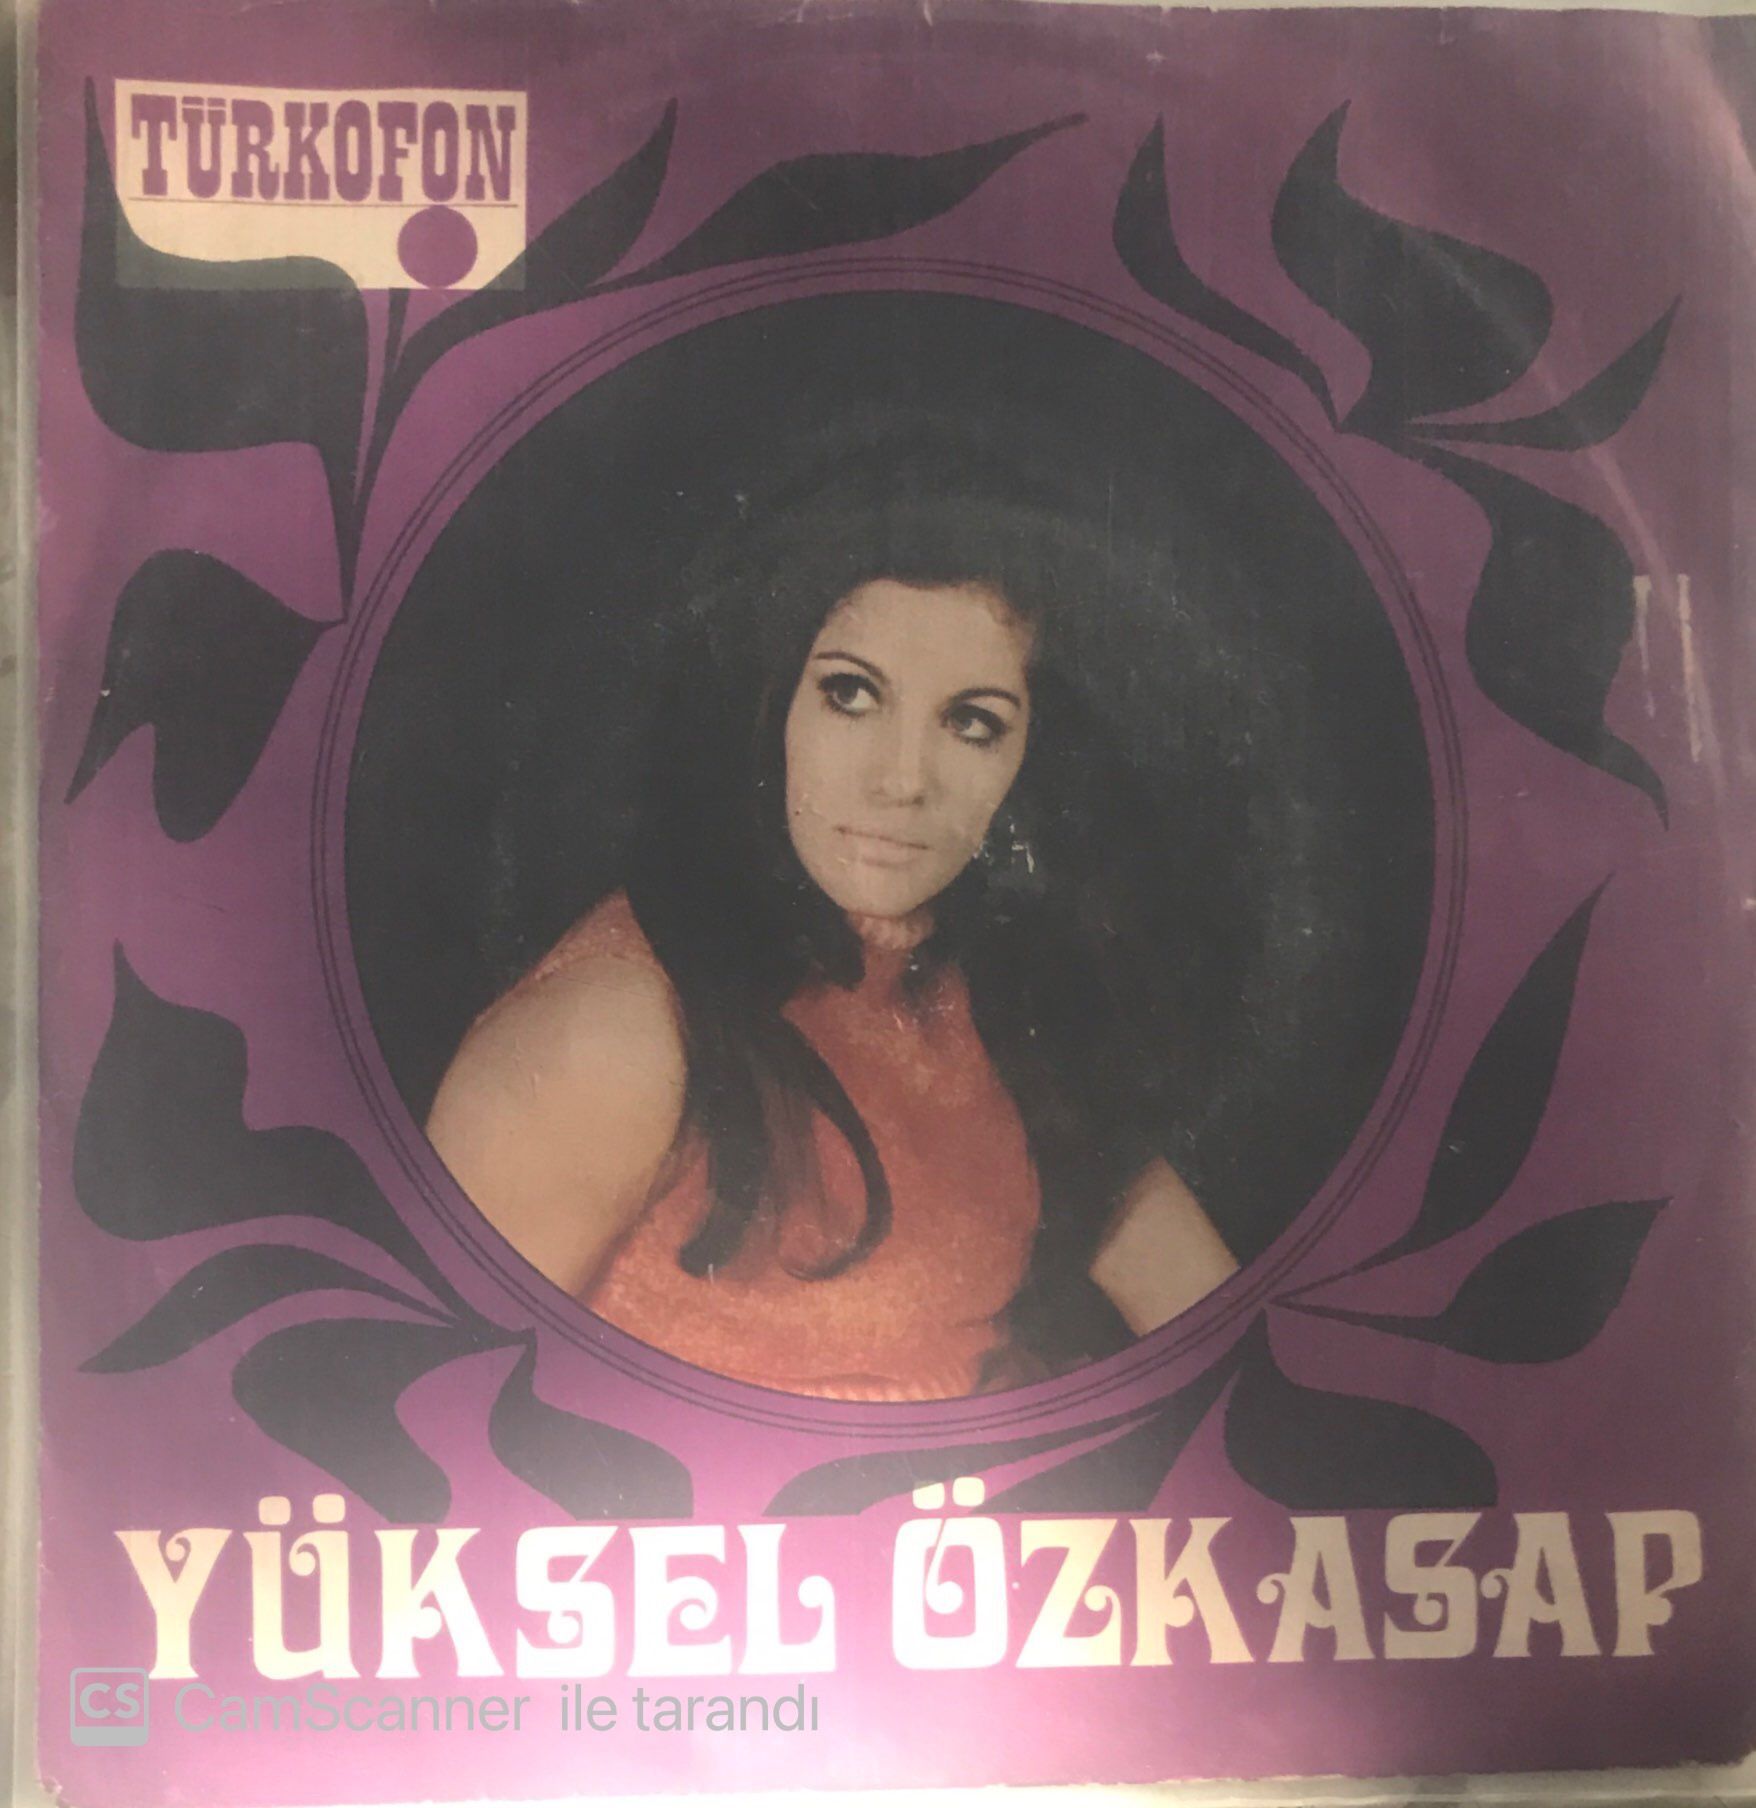 TÜRKOFON
YÜKSEL ÖZKASAP
CS CamScanner ile tarandı